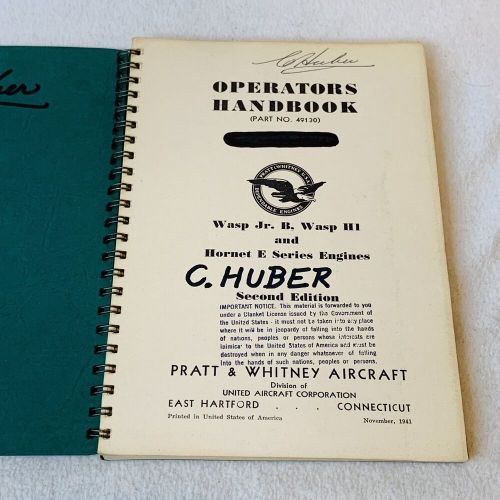 C Huber
OPERATORS
HANDBOOK
(PART NO. 49130)
PRATT & WHITNEY
DEPENDABLE ENGINES
Wasp Jr. B, Wasp H1
and
Hornet E Series Engines
C. HUBER
Second Edition
IMPORTANT NOTICE. This material is forwarded to you
under a Blanket License issued by the Government of
the United States - it must not be taken into any place
where it will be in jeopardy of falling into the hands
of nations, peoples or persons whose interests are
inimical to the United States of America and must be
destroyed when in any danger whatsoever of falling
into the hands of such nations, peoples or persons.
PRATT & WHITNEY AIRCRAFT
Division of
UNITED AIRCRAFT CORPORATION
EAST HARTFORD . . CONNECTICUT
Printed in United States of America November, 1941